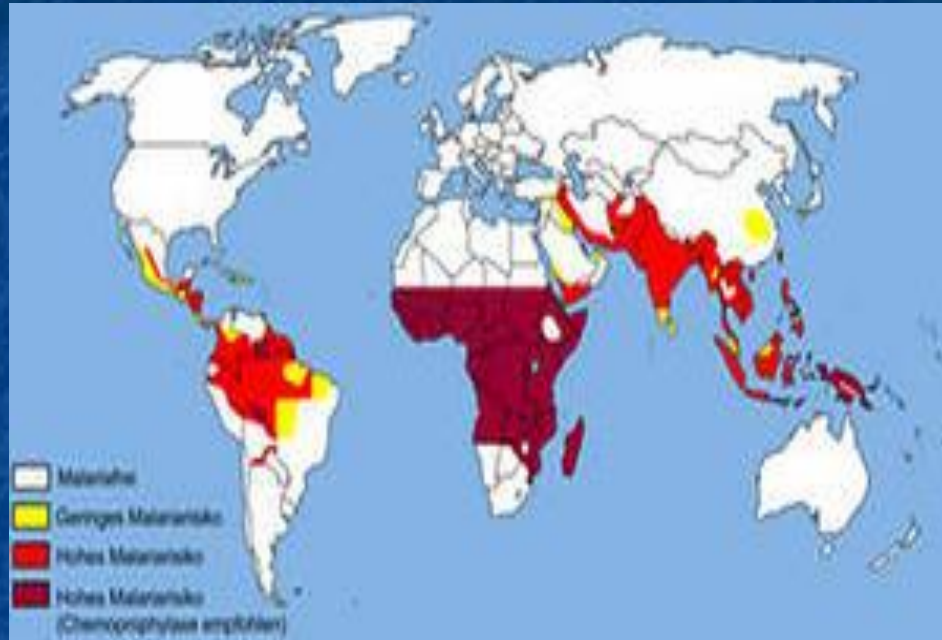 Malariafrei
Geringes Malariarisiko
Hohes Malariarisiko
Hohes Malariarisiko
(Chemoprophylaxe empfohlen)